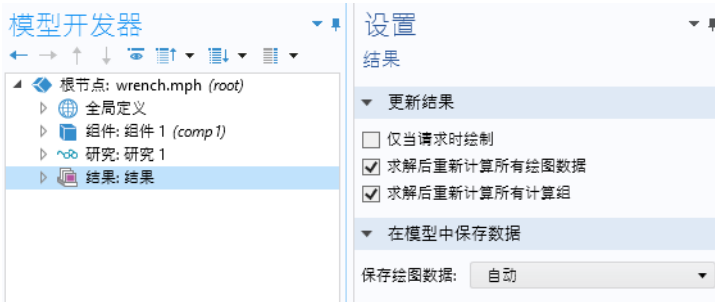 模型开发器
根节点: wrench.mph (root)
全局定义
组件: 组件 1 (comp1)
研究: 研究 1
结果: 结果
设置
结果
更新结果
仅当请求时绘制
求解后重新计算所有绘图数据
求解后重新计算所有计算组
在模型中保存数据
保存绘图数据: 自动